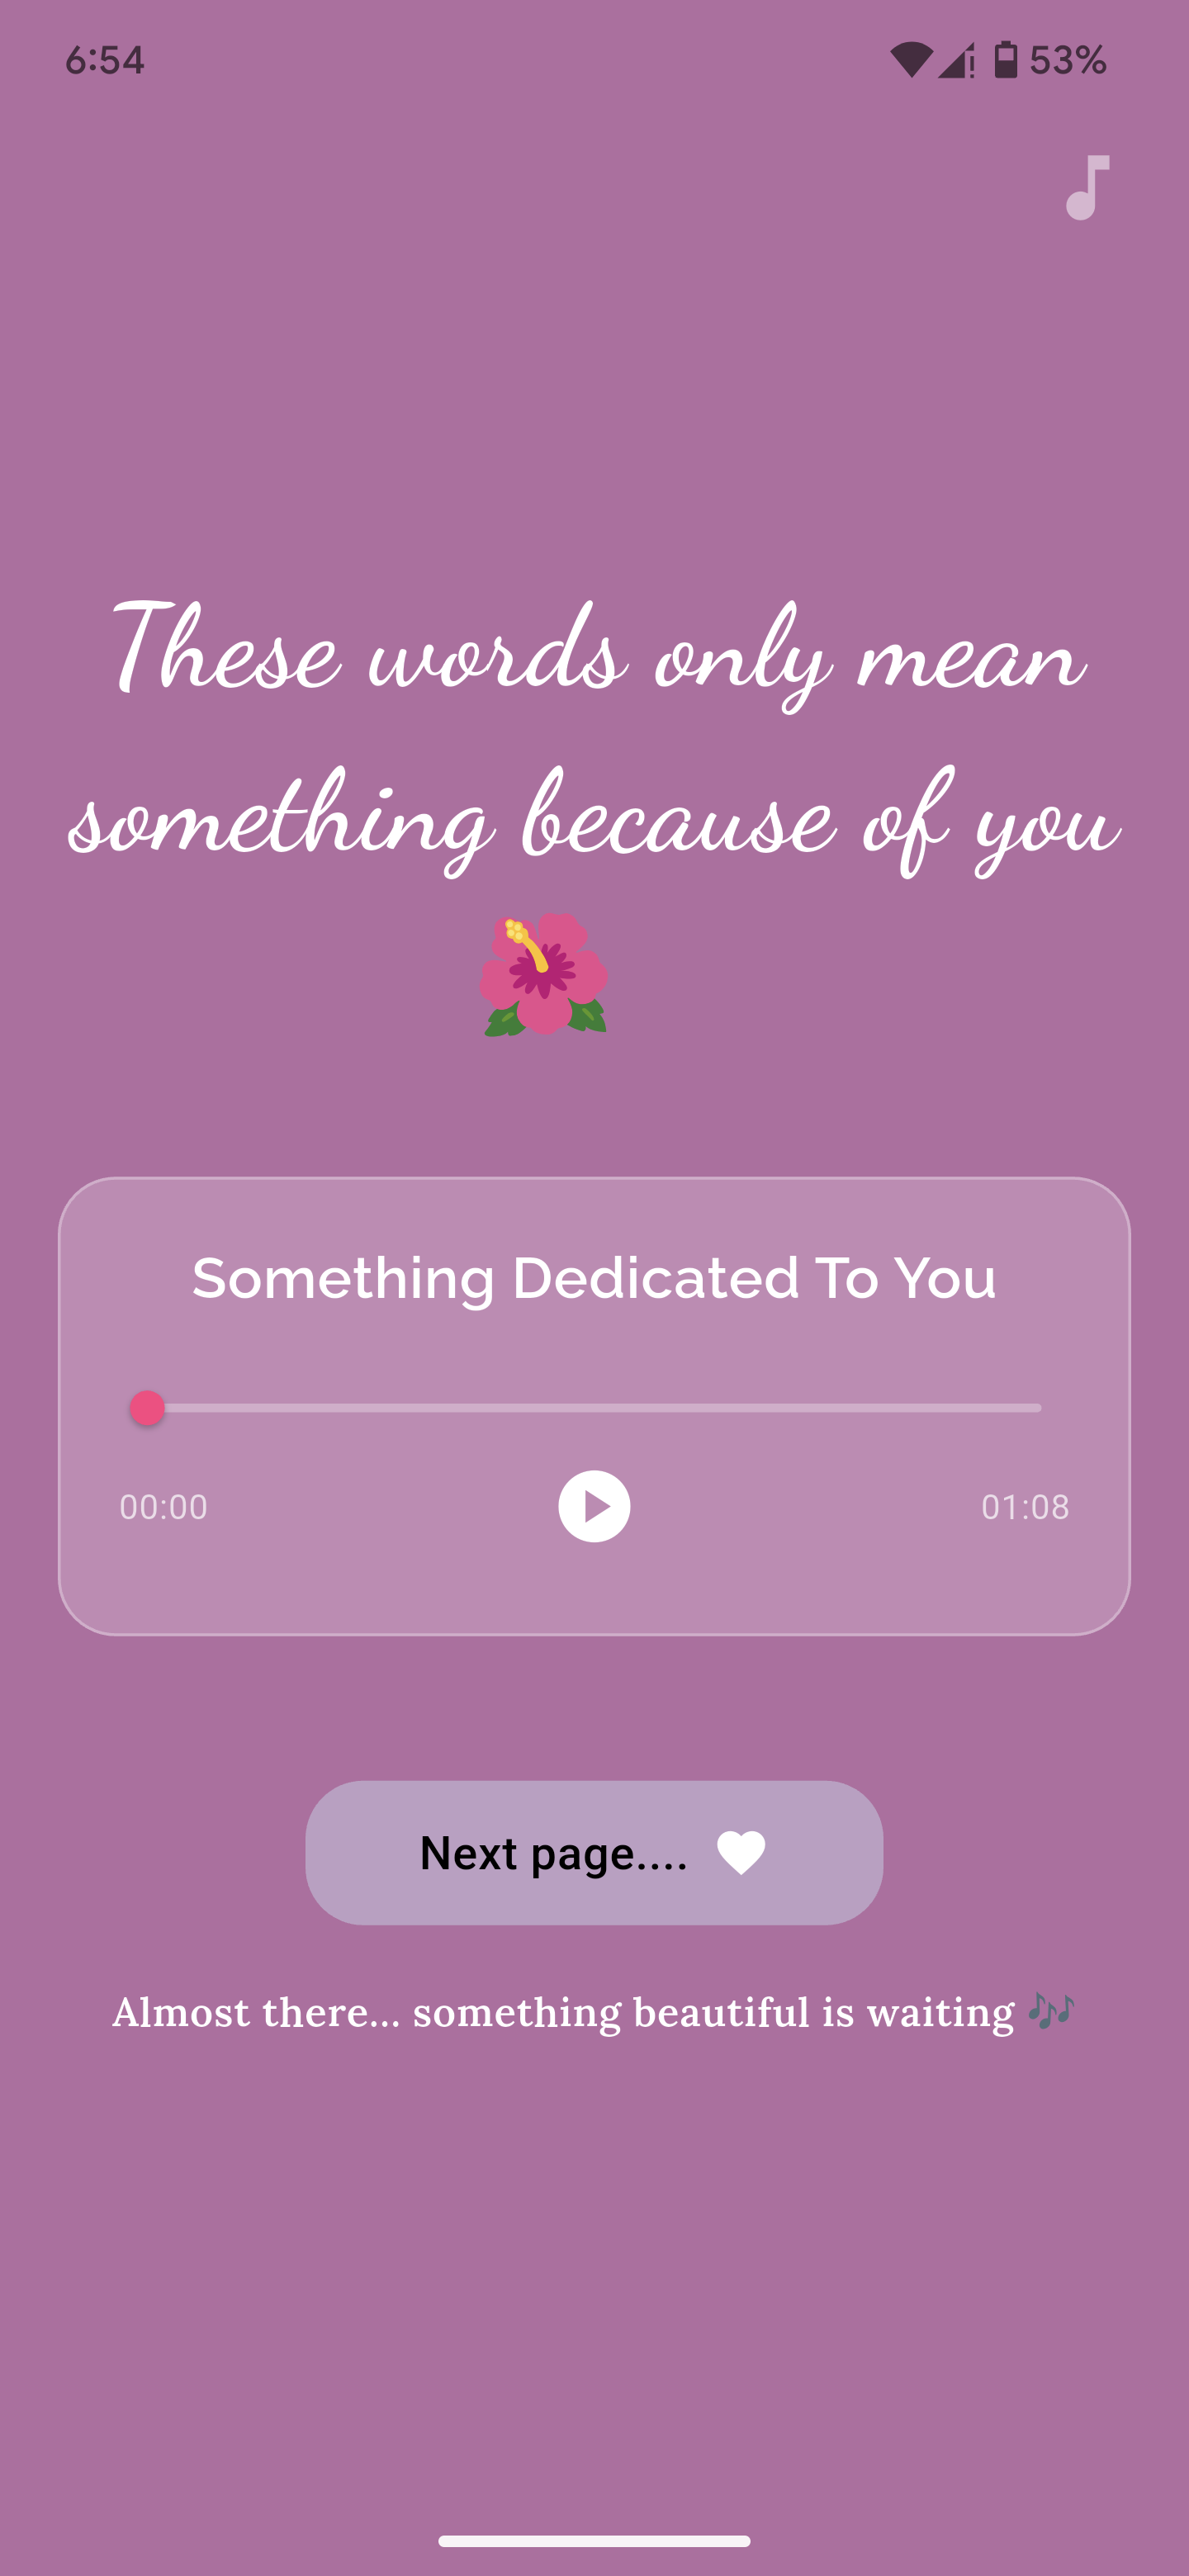 6:54
53%
These words only mean
something because of you
🌺
Something Dedicated To You
00:00
01:08
Next page....
Almost there... something beautiful is waiting 🎶